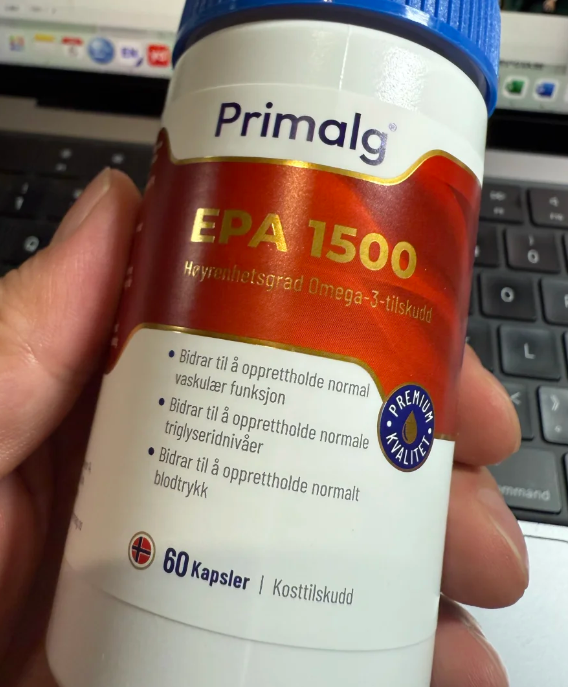 Primalg®
EPA 1500
Høyrenhetsgrad Omega-3-tilskudd
• Bidrar til å opprettholde normal
vaskulær funksjon
• Bidrar til å opprettholde normale
triglyseridnivåer
• Bidrar til å opprettholde normalt
blodtrykk
PREMIUM
KVALITET
60 Kapsler | Kosttilskudd
O
L
command